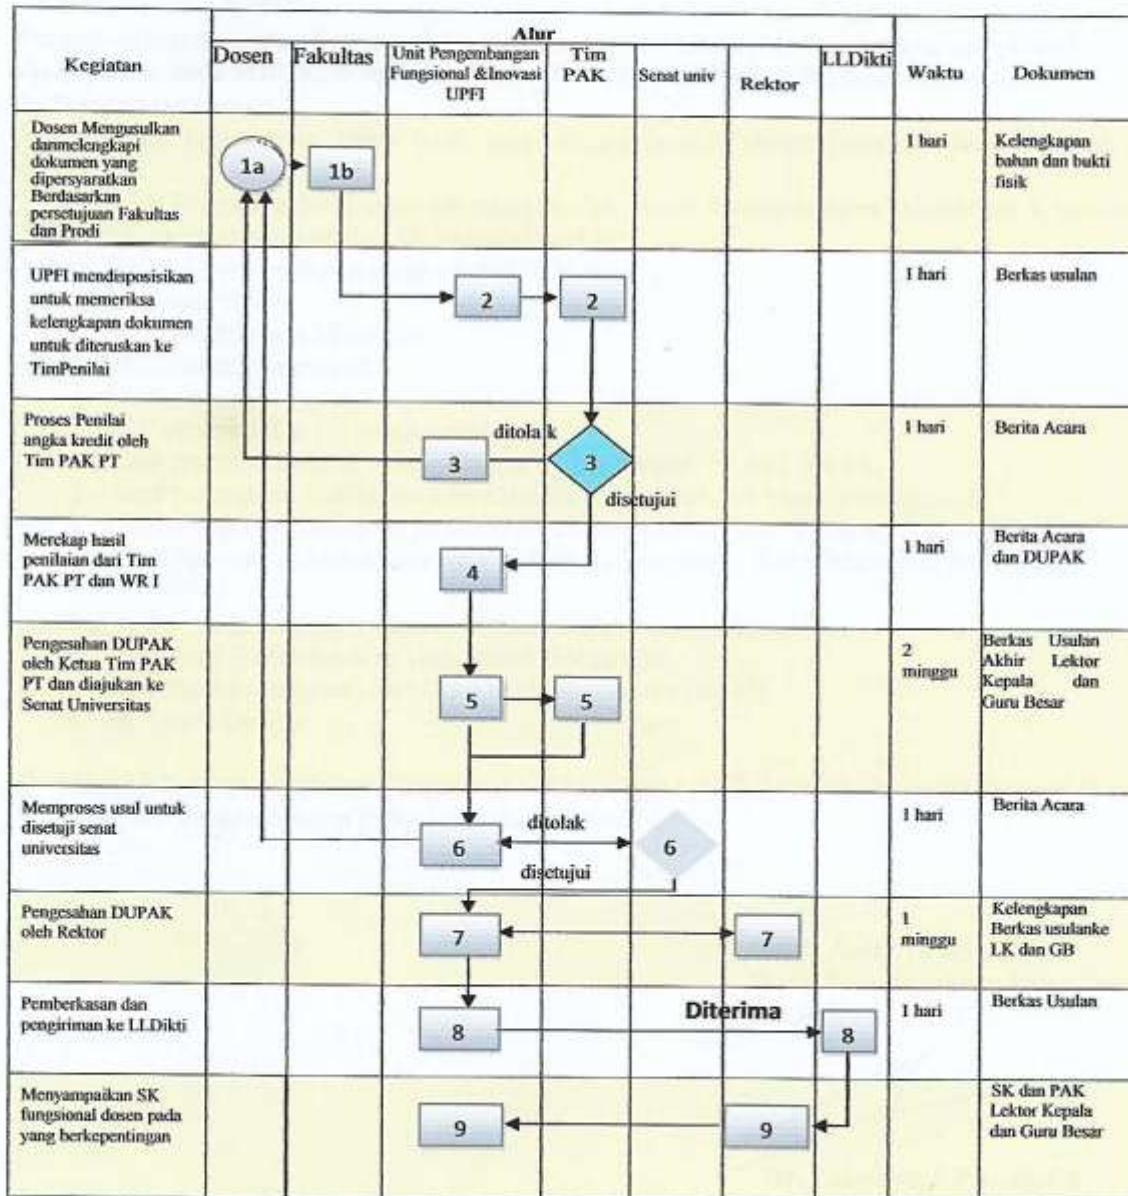 Kegiatan
Alur
Waktu
Dokumen
Dosen
Fakultas
Unit Pengembangan
Fungsional &Inovasi
UPFI
Tim
PAK
Senat univ
Rektor
LLDikti
Dosen Mengusulkan
danmelengkapi
dokumen yang
dipersyaratkan
Berdasarkan
persetujuan Fakultas
dan Prodi
1a
1b
1 hari
Kelengkapan
bahan dan bukti
fisik
UPFI mendisposisikan
untuk memeriksa
kelengkapan dokumen
untuk diteruskan ke
TimPenilai
2
2
1 hari
Berkas usulan
Proses Penilai
angka kredit oleh
Tim PAK PT
3
ditolak
3
disetujui
1 hari
Berita Acara
Merekap hasil
penilaian dari Tim
PAK PT dan WR I
4
1 hari
Berita Acara
dan DUPAK
Pengesahan DUPAK
oleh Ketua Tim PAK
PT dan diajukan ke
Senat Universitas
5
5
2
minggu
Berkas Usulan
Akhir Lektor
Kepala dan
Guru Besar
Memproses usul untuk
disetuji senat
universitas
6
ditolak
6
disetujui
1 hari
Berita Acara
Pengesahan DUPAK
oleh Rektor
7
7
1
minggu
Kelengkapan
Berkas usulanke
LK dan GB
Pemberkasan dan
pengiriman ke LLDikti
8
Diterima
8
1 hari
Berkas Usulan
Menyampaikan SK
fungsional dosen pada
yang berkepentingan
9
9
SK dan PAK
Lektor Kepala
dan Guru Besar